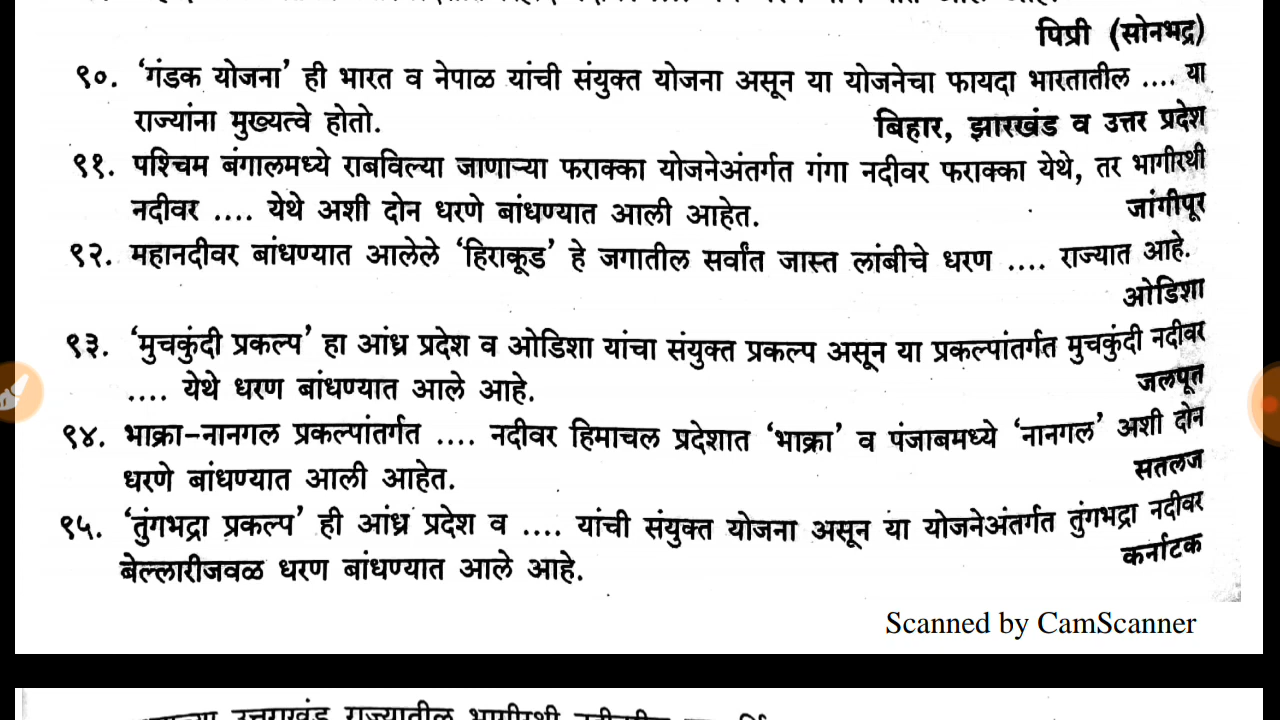 पिप्री (सोनभद्र)
९०. 'गंडक योजना' ही भारत व नेपाळ यांची संयुक्त योजना असून या योजनेचा फायदा भारतातील .... या
राज्यांना मुख्यत्वे होतो. बिहार, झारखंड व उत्तर प्रदेश
९१. पश्चिम बंगालमध्ये राबविल्या जाणाऱ्या फराक्का योजनेअंतर्गत गंगा नदीवर फराक्का येथे, तर भागीरथी
नदीवर .... येथे अशी दोन धरणे बांधण्यात आली आहेत. जांगीपूर
९२. महानदीवर बांधण्यात आलेले 'हिराकूड' हे जगातील सर्वांत जास्त लांबीचे धरण .... राज्यात आहे.
ओडिशा
९३. 'मुचकुंदी प्रकल्प' हा आंध्र प्रदेश व ओडिशा यांचा संयुक्त प्रकल्प असून या प्रकल्पांतर्गत मुचकुंदी नदीवर
.... येथे धरण बांधण्यात आले आहे. जलपूत
९४. भाक्रा-नानगल प्रकल्पांतर्गत .... नदीवर हिमाचल प्रदेशात 'भाक्रा' व पंजाबमध्ये 'नानगल' अशी दोन
धरणे बांधण्यात आली आहेत. सतलज
९५. 'तुंगभद्रा प्रकल्प' ही आंध्र प्रदेश व .... यांची संयुक्त योजना असून या योजनेअंतर्गत तुंगभद्रा नदीवर
बेल्लारीजवळ धरण बांधण्यात आले आहे. कर्नाटक
Scanned by CamScanner
उत्तराखंड राज्यातील भागीरथी